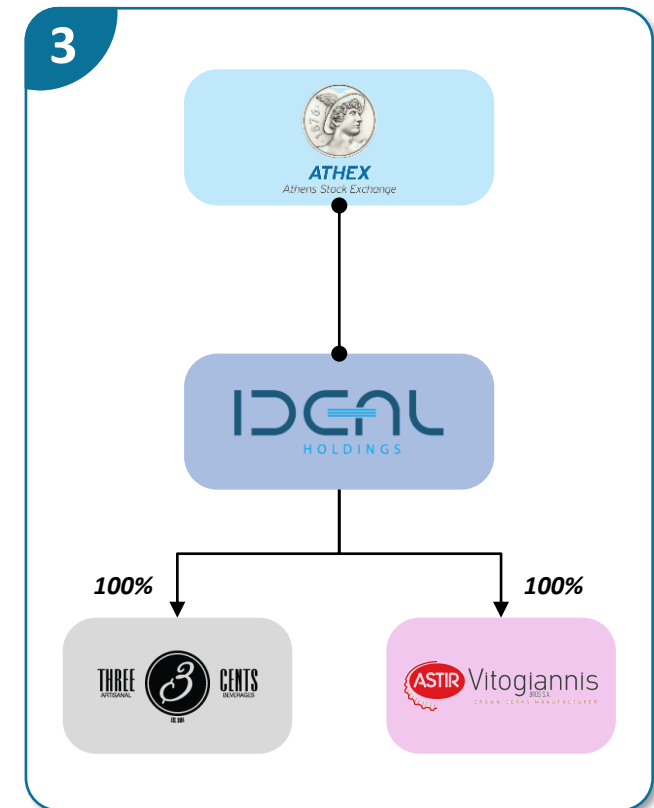 3
1876
ATHEX
Athens Stock Exchange
IDEAL
HOLDINGS
100%
100%
THREE 3 CENTS
ARTISANAL BEVERAGES
ASTIR Vitogiannis
BROS S.A.
CROWN CORKS MANUFACTURER